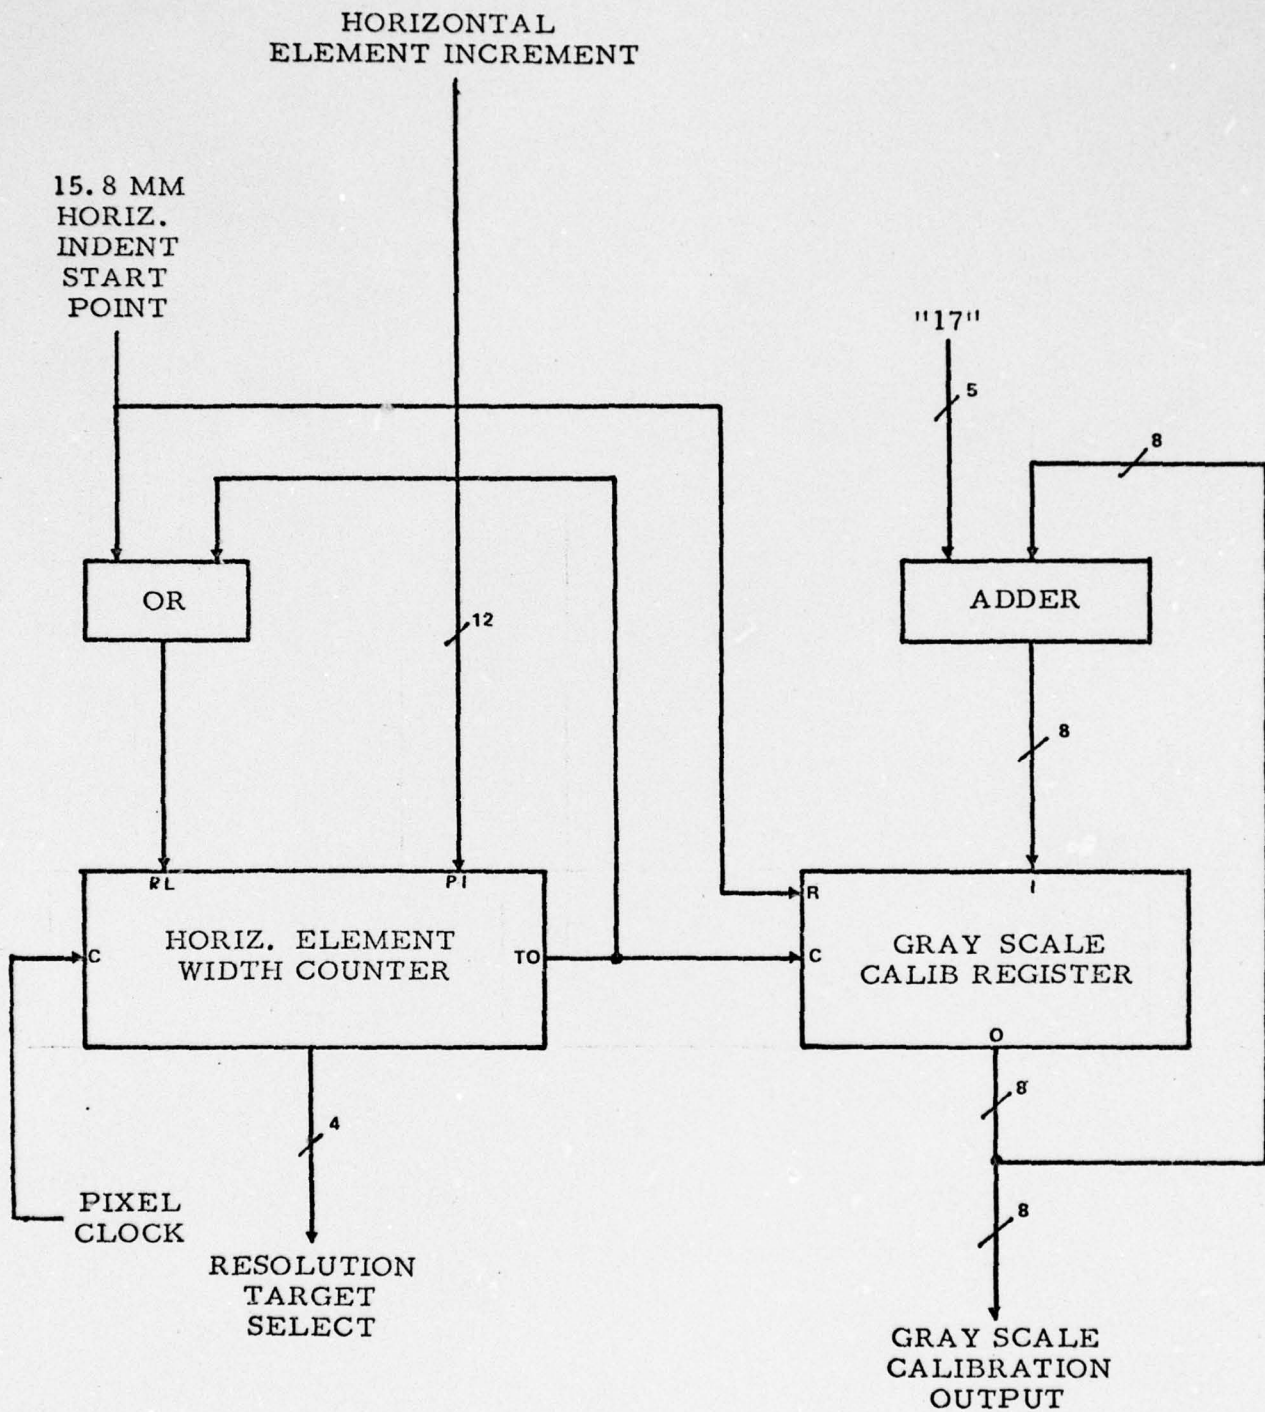 HORIZONTAL
ELEMENT INCREMENT
15.8 MM
HORIZ.
INDENT
START
POINT
"17"
5
8
OR
ADDER
12
8
RL
PI
R
I
C
HORIZ. ELEMENT
WIDTH COUNTER
TO
C
GRAY SCALE
CALIB REGISTER
O
8
4
8
PIXEL
CLOCK
RESOLUTION
TARGET
SELECT
GRAY SCALE
CALIBRATION
OUTPUT